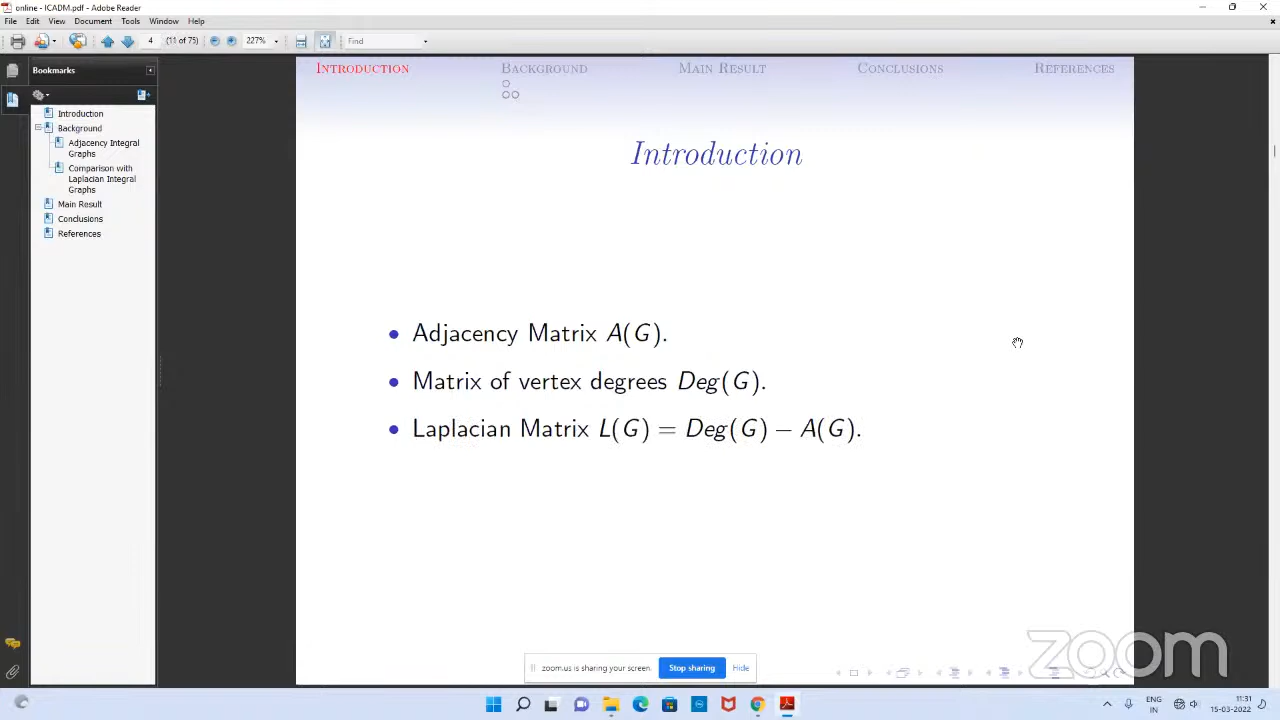 online - ICADM.pdf - Adobe Reader
File Edit View Document Tools Window Help
4 (11 of 75) 227% Find
Bookmarks
Introduction
Background
Adjacency Integral
Graphs
Comparison with
Laplacian Integral
Graphs
Main Result
Conclusions
References
INTRODUCTION BACKGROUND MAIN RESULT CONCLUSIONS REFERENCES
Introduction
• Adjacency Matrix A(G).
• Matrix of vertex degrees Deg(G).
• Laplacian Matrix L(G) = Deg(G) − A(G).
zoom.us is sharing your screen. Stop sharing Hide
zoom
ENG
IN
11:31
15-03-2022